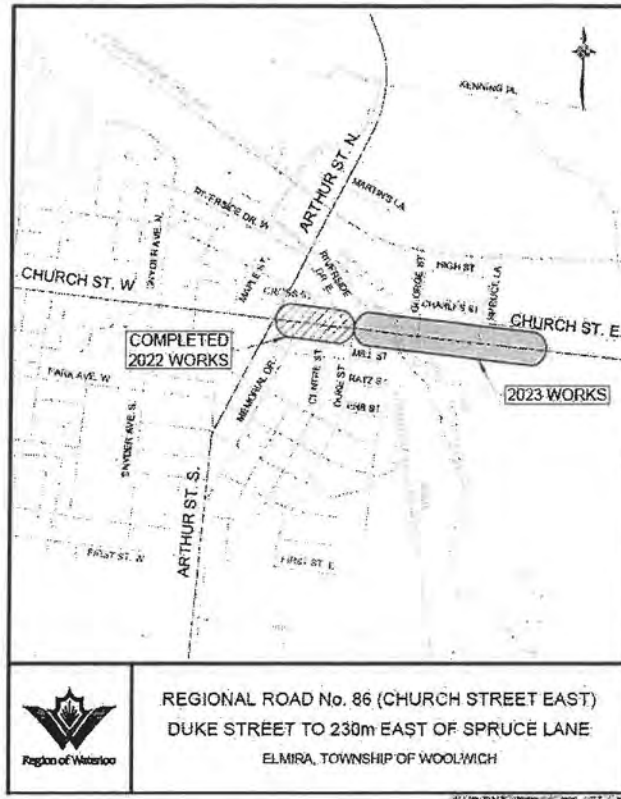 KENNING PL.
ARTHUR ST. N.
MARTIN'S LA.
RIVERSIDE DR. W
SNYDER AVE. N.
MAPLE ST.
RIVERSIDE DR. E.
GEORGE ST
HIGH ST
SPRUCE LA.
CHURCH ST. W
CROSS ST.
CHARLES ST
CHURCH ST. E.
COMPLETED
2022 WORKS
MILL ST
2023 WORKS
PARK AVE. W
MEMORIAL DR.
CENTRE ST
DUKE ST
RATZ ST
ERB ST
SNYDER AVE. S.
ARTHUR ST. S.
FIRST ST. W
FIRST ST. E
Region of Waterloo
REGIONAL ROAD No. 86 (CHURCH STREET EAST)
DUKE STREET TO 230m EAST OF SPRUCE LANE
ELMIRA, TOWNSHIP OF WOOLWICH